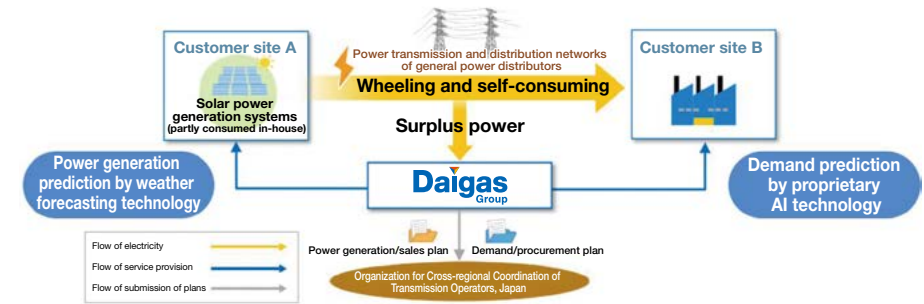 Customer site A
Solar power
generation systems
(partly consumed in-house)
Power transmission and distribution networks
of general power distributors
Wheeling and self-consuming
Surplus power
Customer site B
Power generation
prediction by weather
forecasting technology
Daigas
Group
Demand prediction
by proprietary
AI technology
Power generation/sales plan
Demand/procurement plan
Organization for Cross-regional Coordination of
Transmission Operators, Japan
Flow of electricity
Flow of service provision
Flow of submission of plans